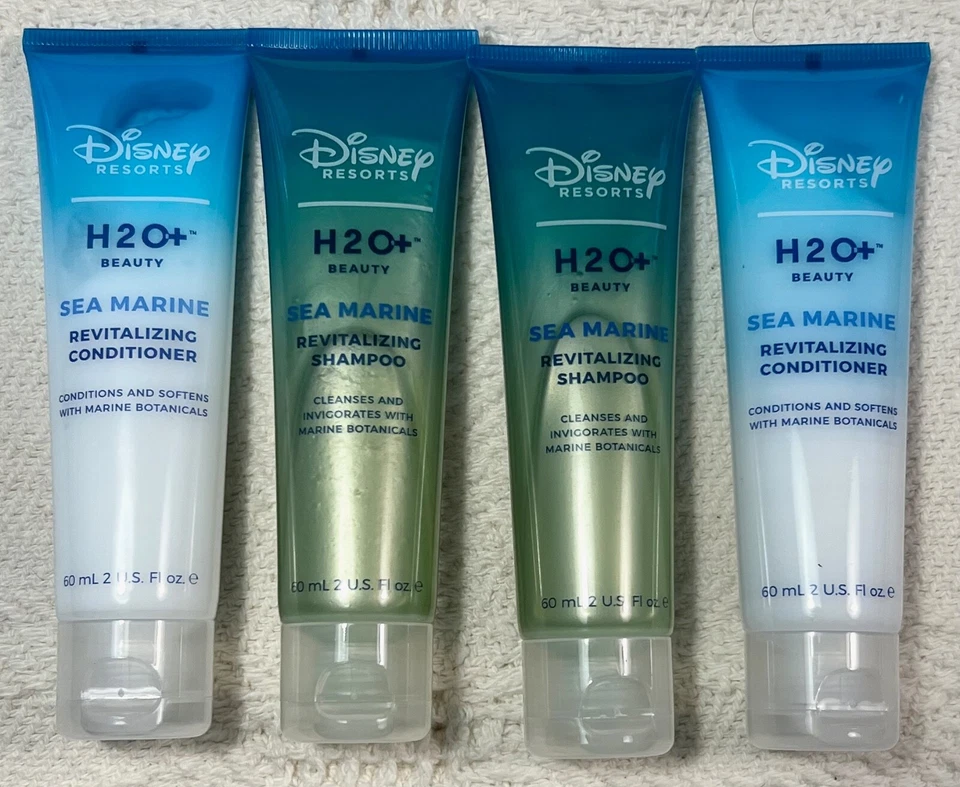 Disney
RESORTS
H2O+™
BEAUTY
SEA MARINE
REVITALIZING
CONDITIONER
CONDITIONS AND SOFTENS
WITH MARINE BOTANICALS
60 mL 2 U.S. Fl oz. ℮
Disney
RESORTS
H2O+™
BEAUTY
SEA MARINE
REVITALIZING
SHAMPOO
CLEANSES AND
INVIGORATES WITH
MARINE BOTANICALS
60 mL 2 U.S. Fl oz. ℮
Disney
RESORTS
H2O+™
BEAUTY
SEA MARINE
REVITALIZING
SHAMPOO
CLEANSES AND
INVIGORATES WITH
MARINE BOTANICALS
60 mL 2 U.S. Fl oz. ℮
Disney
RESORTS
H2O+™
BEAUTY
SEA MARINE
REVITALIZING
CONDITIONER
CONDITIONS AND SOFTENS
WITH MARINE BOTANICALS
60 mL 2 U.S. Fl oz. ℮